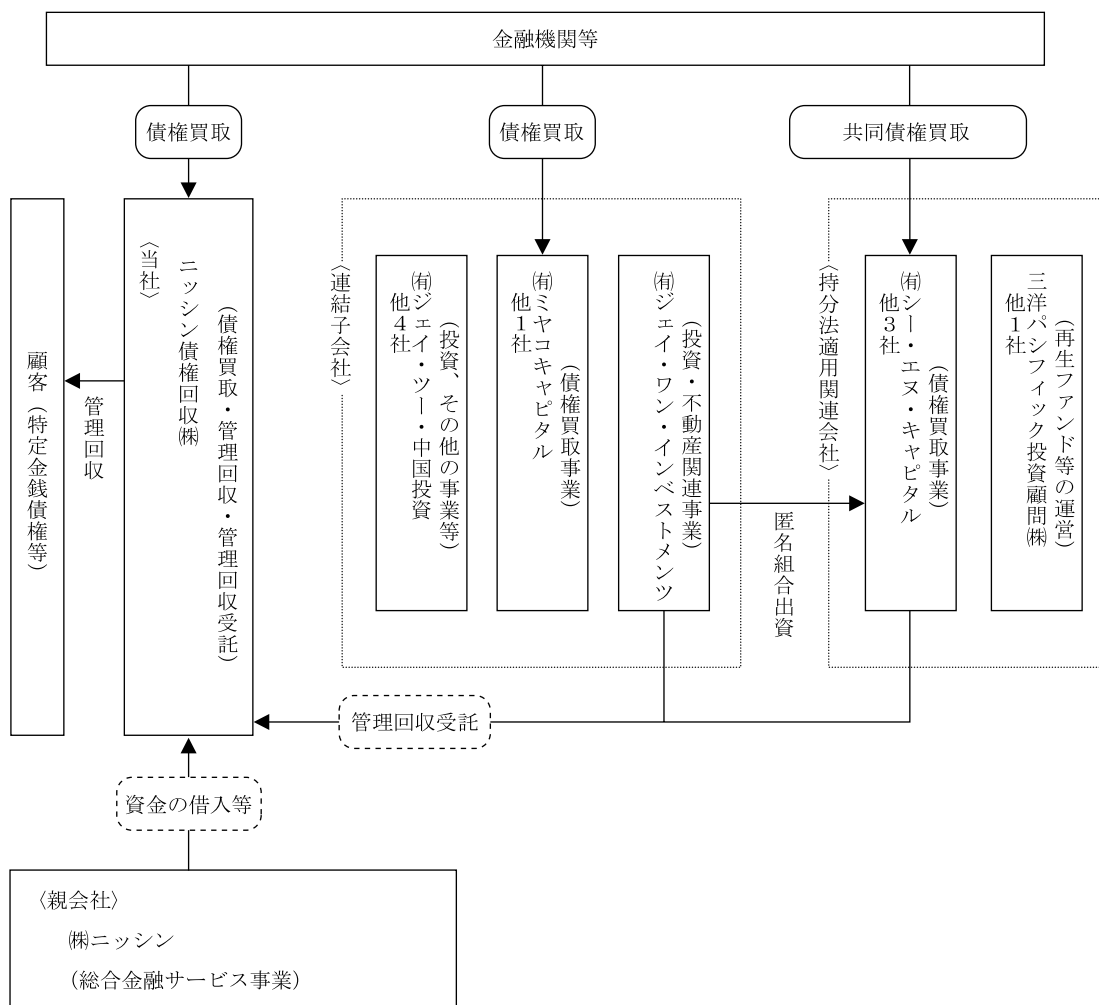 金融機関等
債権買取
債権買取
共同債権買取
顧客（特定金銭債権等）
管理回収
〈当社〉
ニッシン債権回収㈱
（債権買取・管理回収・管理回収受託）
〈連結子会社〉
㈲ジェイ・ツー・中国投資
他４社
（投資、その他の事業等）
㈲ミヤコキャピタル
他１社
（債権買取事業）
㈲ジェイ・ワン・インベストメンツ
（投資・不動産関連事業）
匿名組合出資
〈持分法適用関連会社〉
㈲シー・エヌ・キャピタル
他３社
（債権買取事業）
三洋パシフィック投資顧問㈱
他１社
（再生ファンド等の運営）
管理回収受託
資金の借入等
〈親会社〉
㈱ニッシン
（総合金融サービス事業）